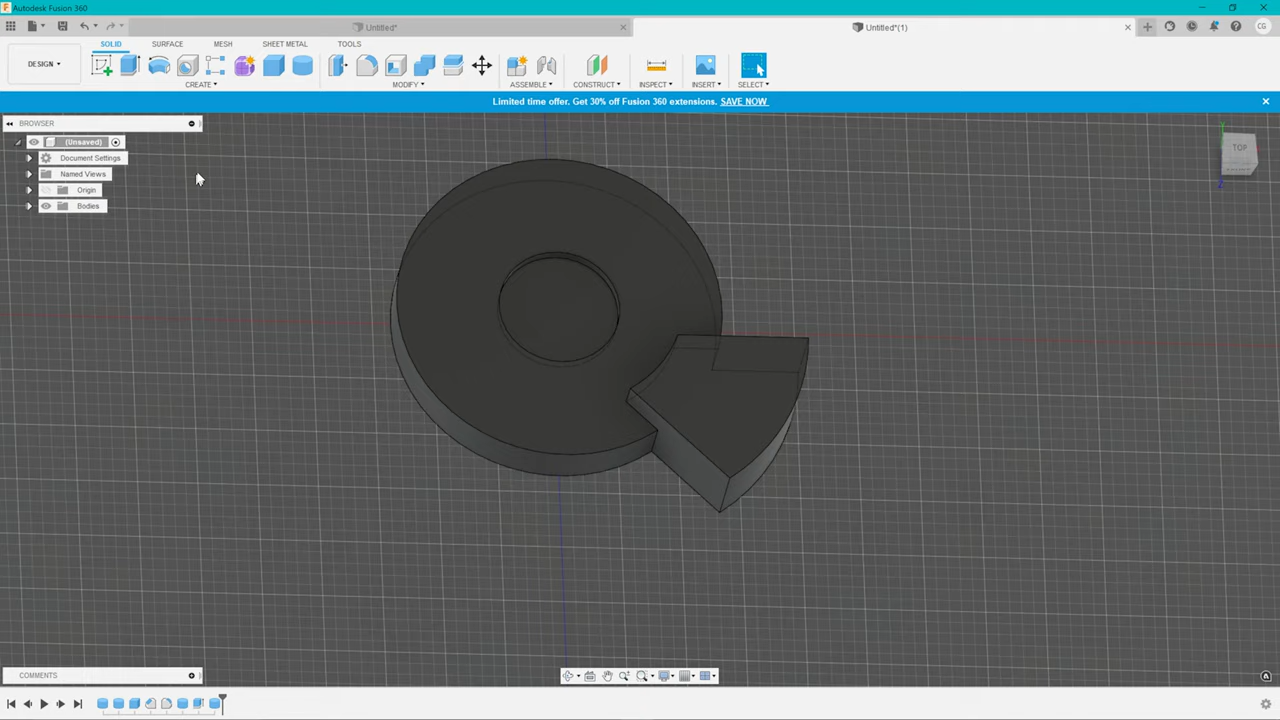 Autodesk Fusion 360
Untitled*
Untitled*(1)
CG
SOLID
SURFACE
MESH
SHEET METAL
TOOLS
DESIGN
CREATE
MODIFY
ASSEMBLE
CONSTRUCT
INSPECT
INSERT
SELECT
Limited time offer. Get 30% off Fusion 360 extensions. SAVE NOW
BROWSER
(Unsaved)
Document Settings
Named Views
Origin
Bodies
TOP
Y
Z
COMMENTS